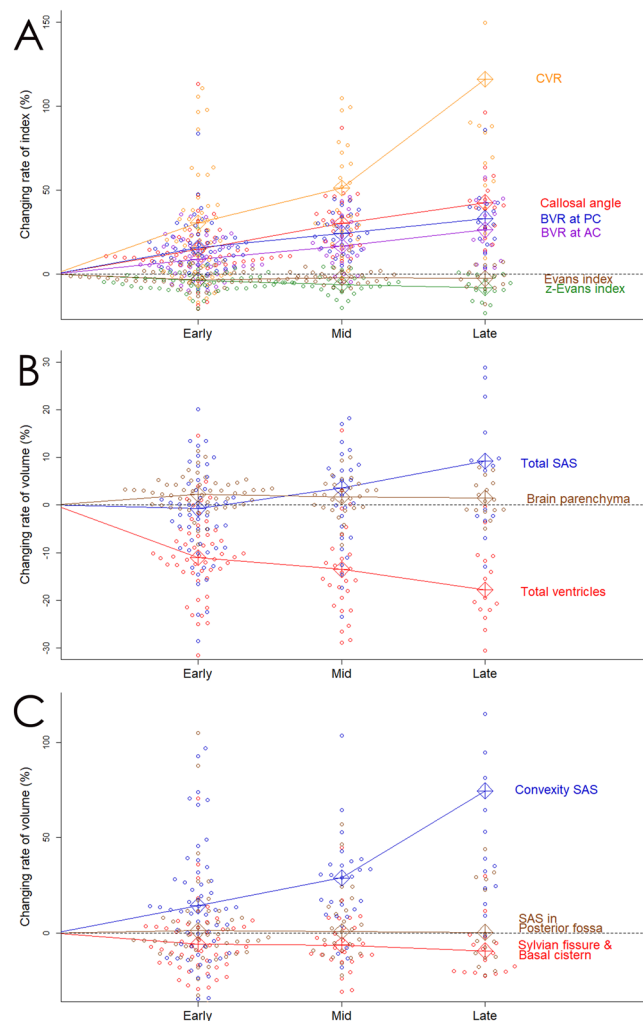 A
Changing rate of index (%)
150
100
50
0
CVR
Callosal angle
BVR at PC
BVR at AC
Evans index
z-Evans index
Early
Mid
Late
B
Changing rate of volume (%)
30
20
10
0
-10
-20
-30
Total SAS
Brain parenchyma
Total ventricles
Early
Mid
Late
C
Changing rate of volume (%)
100
50
0
Convexity SAS
SAS in
Posterior fossa
Sylvian fissure &
Basal cistern
Early
Mid
Late